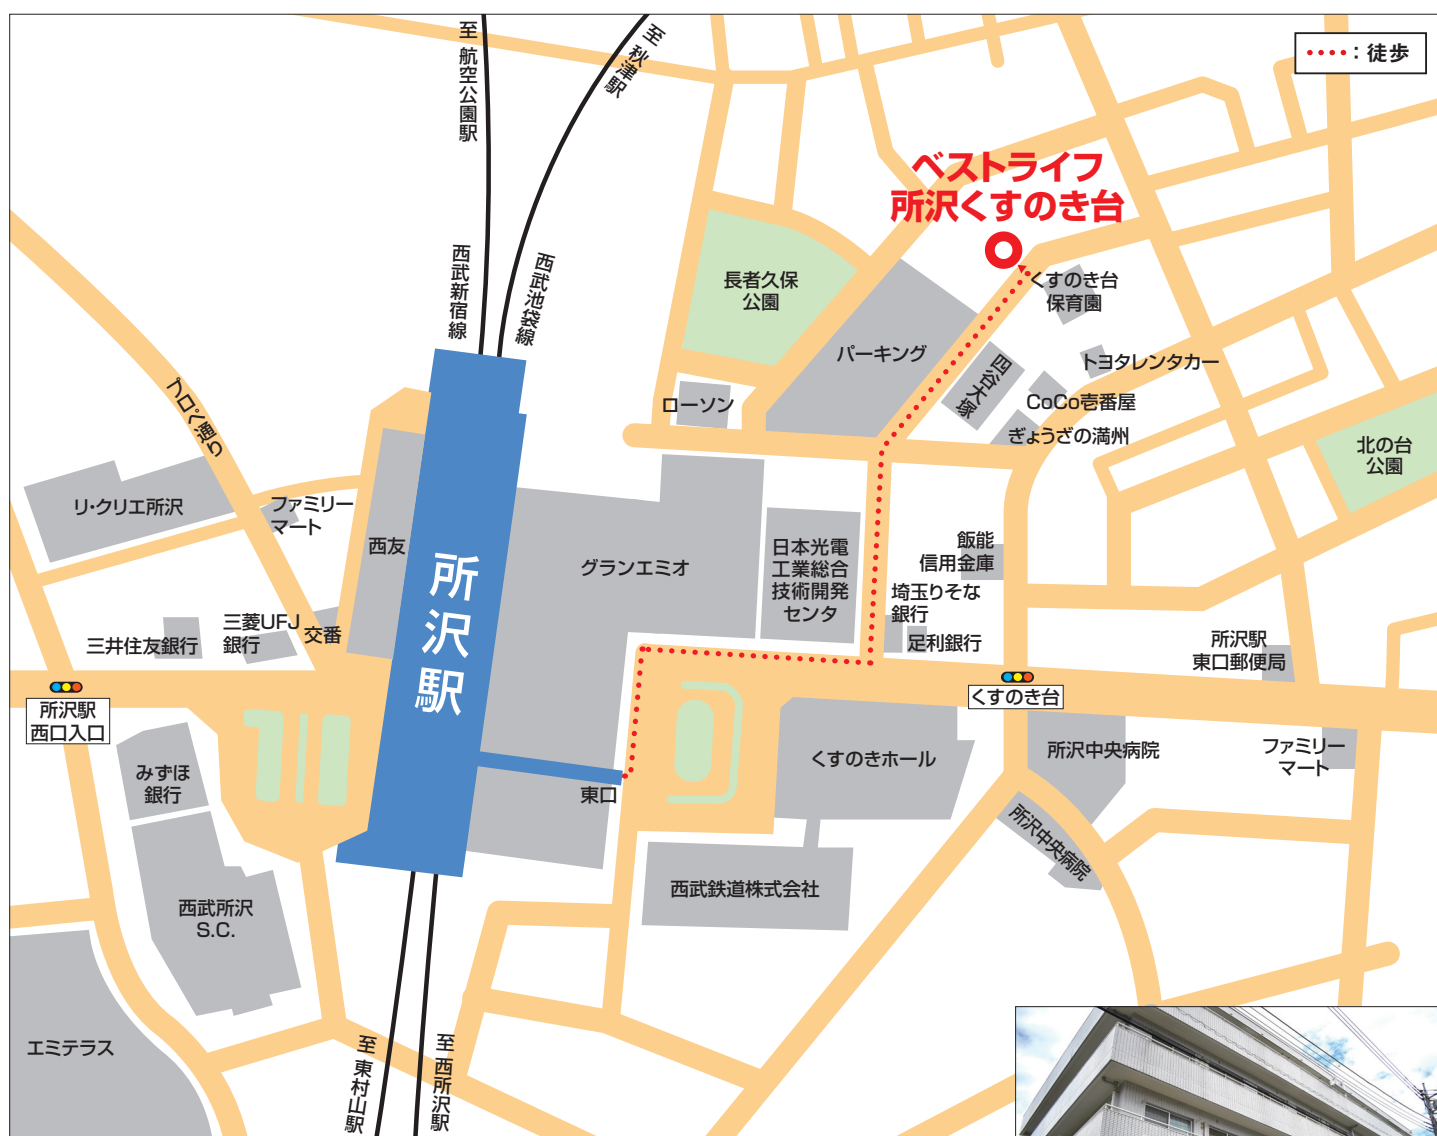 至 航空公園駅
至 秋津駅
：徒歩
ベストライフ
所沢くすのき台
西武新宿線
西武池袋線
長者久保
公園
くすのき台
保育園
パーキング
四谷大塚
トヨタレンタカー
CoCo壱番屋
ぎょうざの満州
ローソン
プロペ通り
北の台
公園
リ・クリエ所沢
ファミリー
マート
西友
所沢駅
グランエミオ
日本光電
工業総合
技術開発
センタ
飯能
信用金庫
埼玉りそな
銀行
足利銀行
三井住友銀行
三菱UFJ
銀行
交番
所沢駅
東口郵便局
所沢駅
西口入口
くすのき台
みずほ
銀行
東口
くすのきホール
所沢中央病院
ファミリー
マート
所沢中央病院
西武鉄道株式会社
西武所沢
S.C.
エミテラス
至 東村山駅
至 西所沢駅